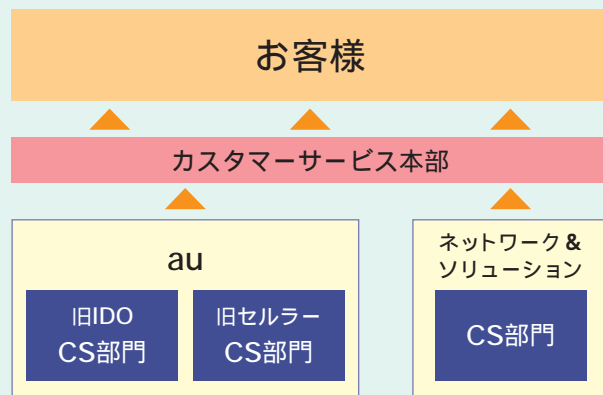 お客様
カスタマーサービス本部
au
旧IDO
CS部門
旧セルラー
CS部門
ネットワーク&
ソリューション
CS部門